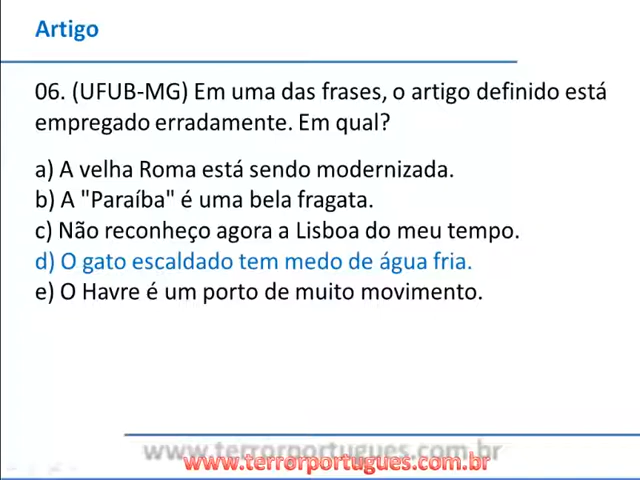 Artigo
06. (UFUB-MG) Em uma das frases, o artigo definido está
empregado erradamente. Em qual?
a) A velha Roma está sendo modernizada.
b) A "Paraíba" é uma bela fragata.
c) Não reconheço agora a Lisboa do meu tempo.
d) O gato escaldado tem medo de água fria.
e) O Havre é um porto de muito movimento.
www.terrorportugues.com.br
www.terrorportugues.com.br